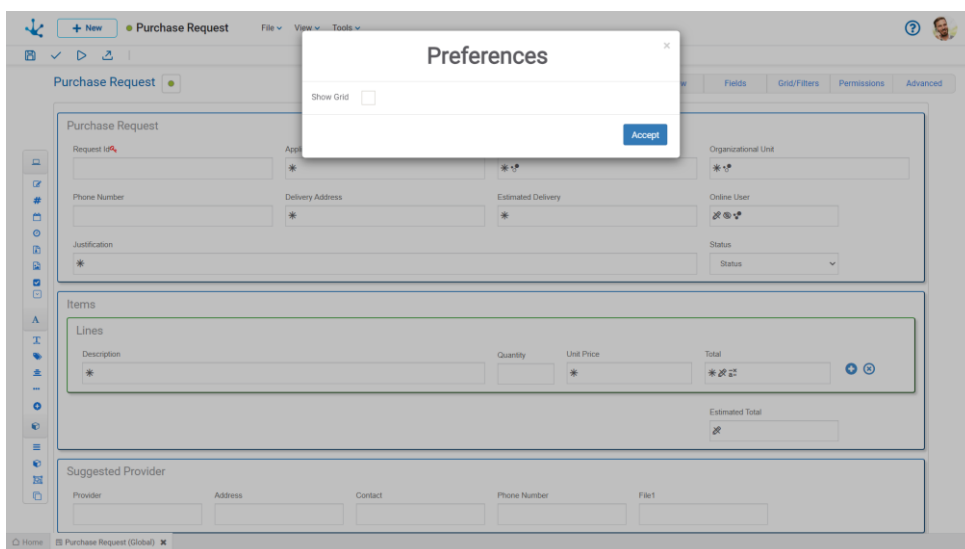 + New
Purchase Request
File
View
Tools
Preferences
×
Show Grid
Accept
Purchase Request
Fields
Grid/Filters
Permissions
Advanced
Purchase Request
Request Id
Organizational Unit
Phone Number
Delivery Address
Estimated Delivery
Online User
Justification
Status
Status
Items
Lines
Description
Quantity
Unit Price
Total
Estimated Total
Suggested Provider
Provider
Address
Contact
Phone Number
File1
Home
Purchase Request (Global)